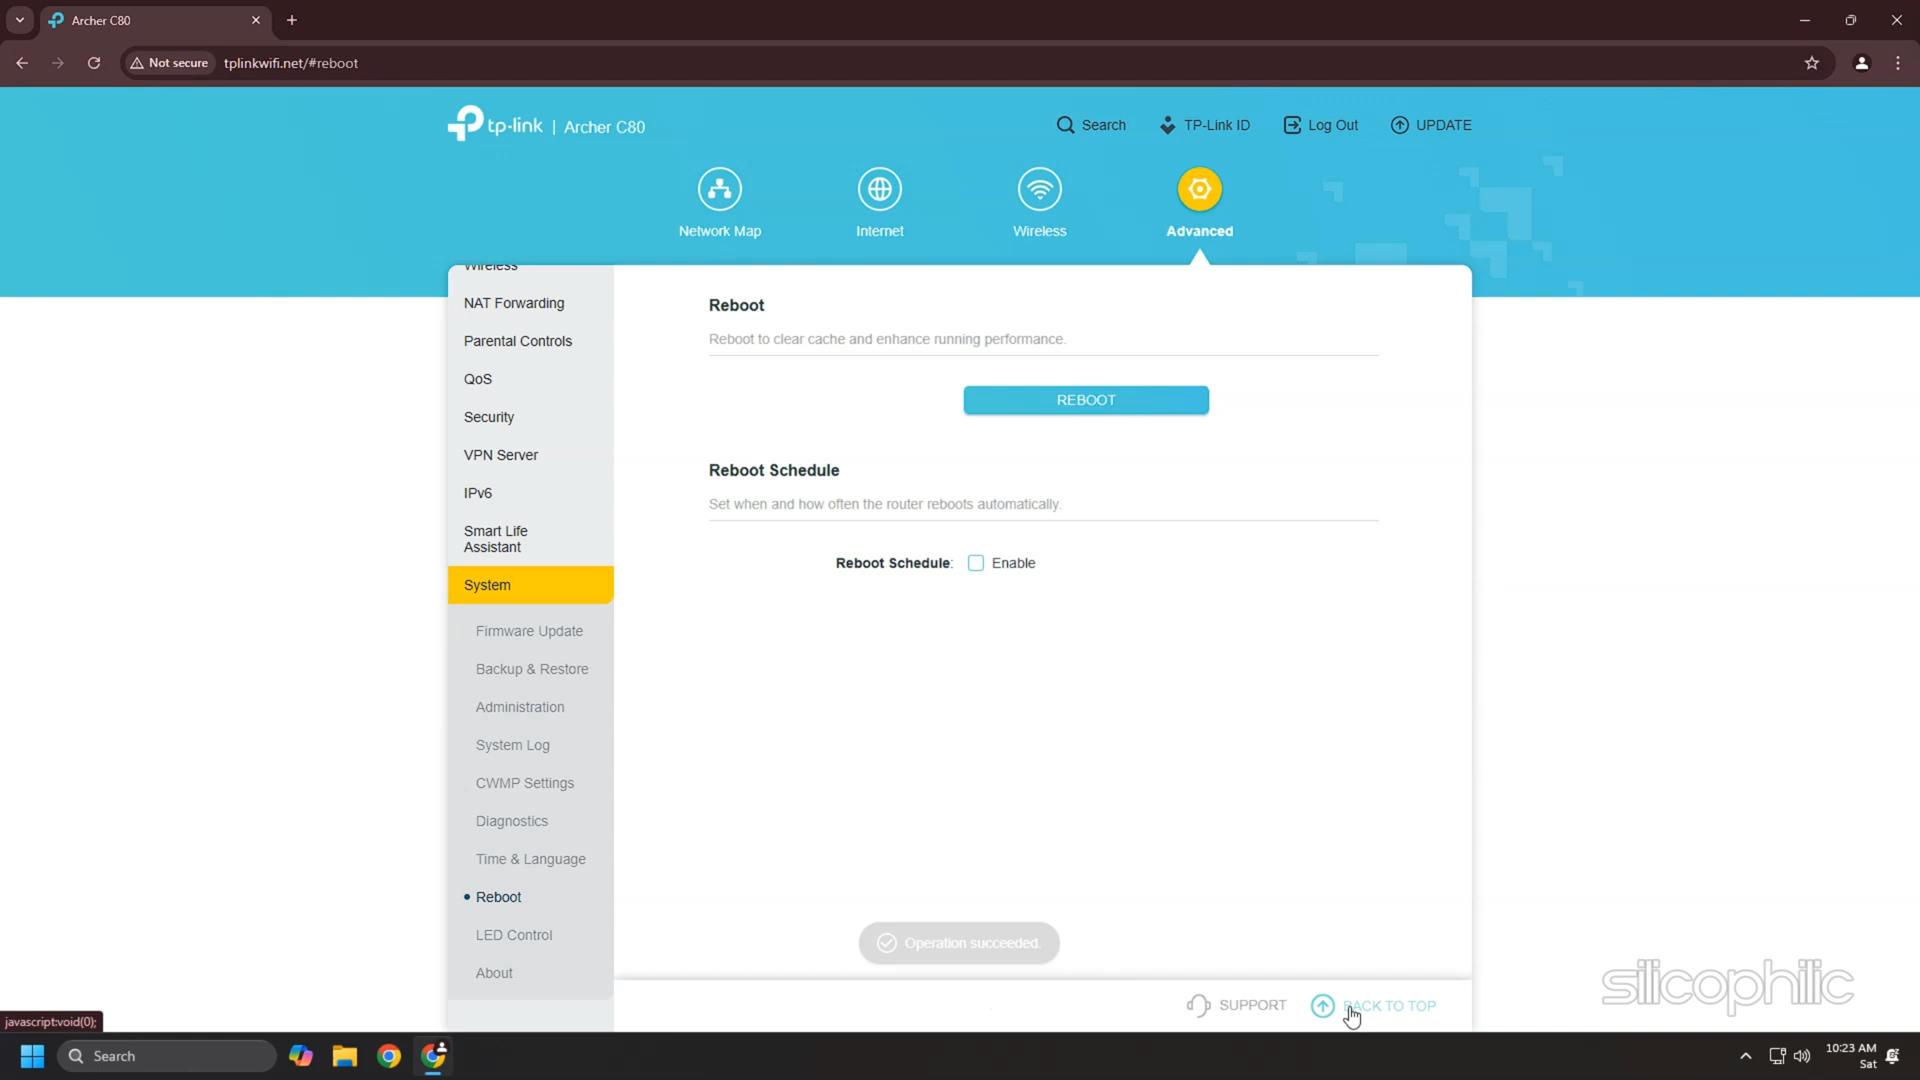 Archer C80
Not secure
tplinkwifi.net/#reboot
tp-link | Archer C80
Search
TP-Link ID
Log Out
UPDATE
Network Map
Internet
Wireless
Advanced
Wireless
NAT Forwarding
Parental Controls
QoS
Security
VPN Server
IPv6
Smart Life
Assistant
System
Firmware Update
Backup & Restore
Administration
System Log
CWMP Settings
Diagnostics
Time & Language
Reboot
LED Control
About
Reboot
Reboot to clear cache and enhance running performance.
REBOOT
Reboot Schedule
Set when and how often the router reboots automatically.
Reboot Schedule: Enable
Operation succeeded.
SUPPORT
BACK TO TOP
silicophilic
javascript:void(0);
Search
10:23 AM
Sat